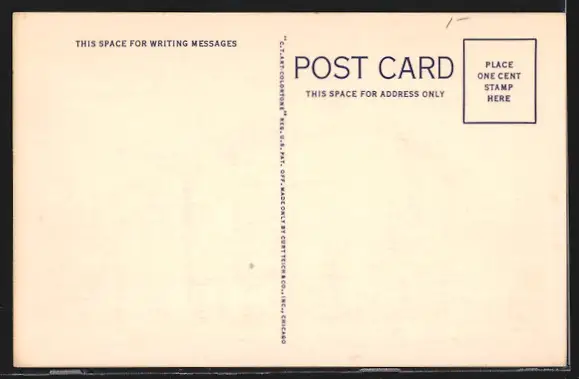 THIS SPACE FOR WRITING MESSAGES
"C.T. ART-COLORTONE" REG. U.S. PAT. OFF. MADE ONLY BY CURT TEICH & CO., INC., CHICAGO
POST CARD
THIS SPACE FOR ADDRESS ONLY
PLACE
ONE CENT
STAMP
HERE
1-